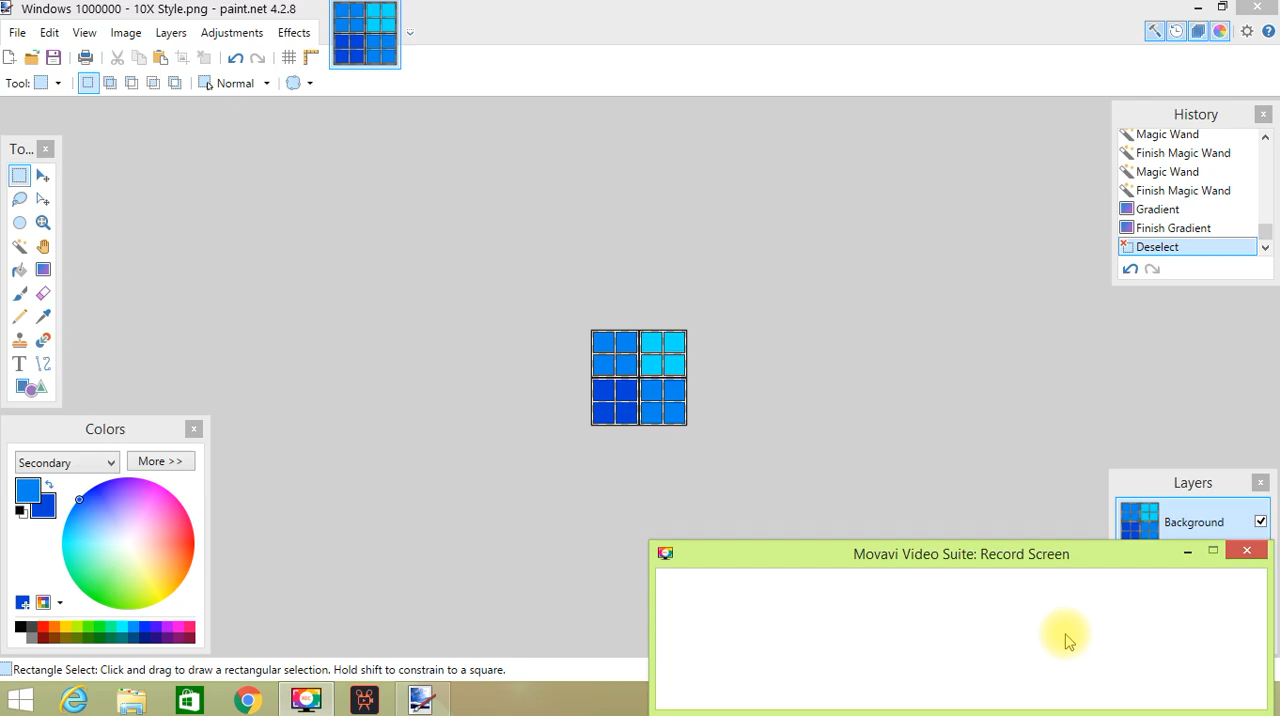 Windows 1000000 - 10X Style.png - paint.net 4.2.8
File Edit View Image Layers Adjustments Effects
Tool: Normal
History
Magic Wand
Finish Magic Wand
Magic Wand
Finish Magic Wand
Gradient
Finish Gradient
Deselect
To...
Colors
Secondary
More >>
Layers
Background
Movavi Video Suite: Record Screen
Rectangle Select: Click and drag to draw a rectangular selection. Hold shift to constrain to a square.
REC